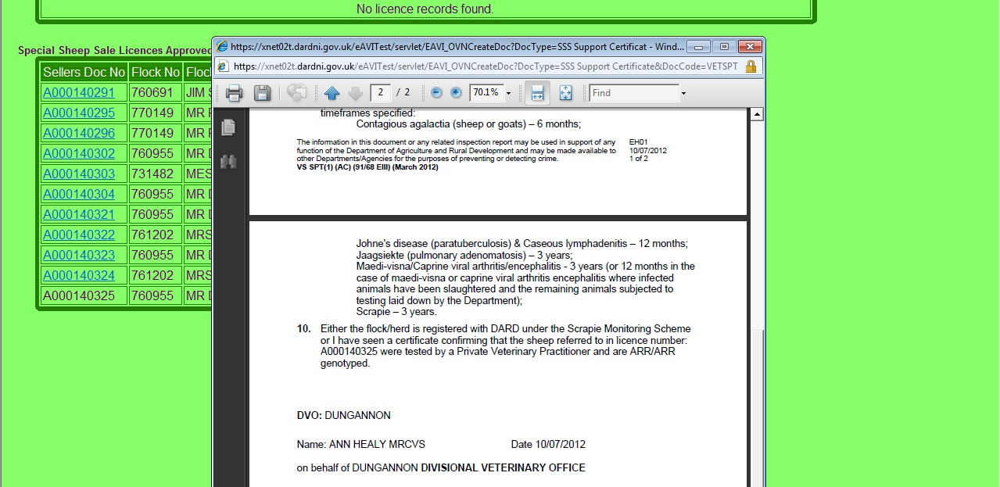 No licence records found.
Special Sheep Sale Licences Approved
Sellers Doc No Flock No Floc
A000140291 760691 JIM S
A000140295 770149 MR
A000140296 770149 MR
A000140302 760955 MR
A000140303 731482 MES
A000140304 760955 MR
A000140321 760955 MR
A000140322 761202 MRS
A000140323 760955 MR
A000140324 761202 MRS
A000140325 760955 MR
https://xnet02t.dardni.gov.uk/eAVITest/servlet/EAVI_OVNCreateDoc?DocType=SSS Support Certificat - Wind...
https://xnet02t.dardni.gov.uk/eAVITest/servlet/EAVI_OVNCreateDoc?DocType=SSS Support Certificate&DocCode=VETSPT
2 / 2 70.1% Find
timeframes specified:
Contagious agalactia (sheep or goats) – 6 months;
The information in this document or any related inspection report may be used in support of any
function of the Department of Agriculture and Rural Development and may be made available to
other Departments/Agencies for the purposes of preventing or detecting crime.
VS SPT(1) (AC) (91/68 EIII) (March 2012)
EH01
10/07/2012
1 of 2
Johne's disease (paratuberculosis) & Caseous lymphadenitis – 12 months;
Jaagsiekte (pulmonary adenomatosis) – 3 years;
Maedi-visna/Caprine viral arthritis/encephalitis - 3 years (or 12 months in the
case of maedi-visna or caprine viral arthritis encephalitis where infected
animals have been slaughtered and the remaining animals subjected to
testing laid down by the Department);
Scrapie – 3 years.
10. Either the flock/herd is registered with DARD under the Scrapie Monitoring Scheme
or I have seen a certificate confirming that the sheep referred to in licence number:
A000140325 were tested by a Private Veterinary Practitioner and are ARR/ARR
genotyped.
DVO: DUNGANNON
Name: ANN HEALY MRCVS Date 10/07/2012
on behalf of DUNGANNON DIVISIONAL VETERINARY OFFICE